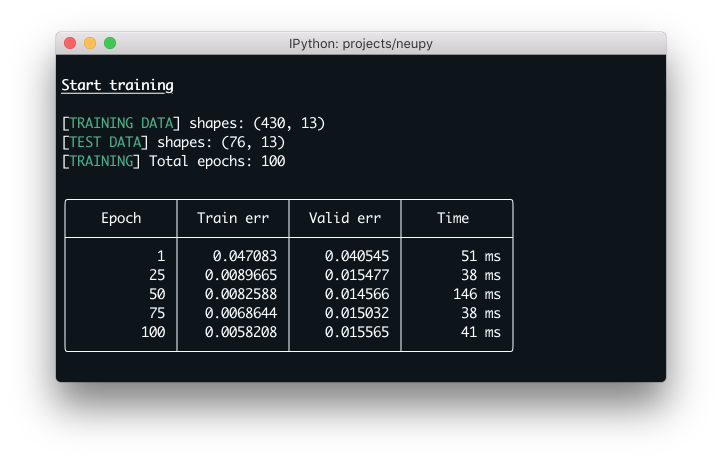 IPython: projects/neupy
Start training
[TRAINING DATA] shapes: (430, 13)
[TEST DATA] shapes: (76, 13)
[TRAINING] Total epochs: 100
Epoch Train err Valid err Time
1 0.047083 0.040545 51 ms
25 0.0089665 0.015477 38 ms
50 0.0082588 0.014566 146 ms
75 0.0068644 0.015032 38 ms
100 0.0058208 0.015565 41 ms